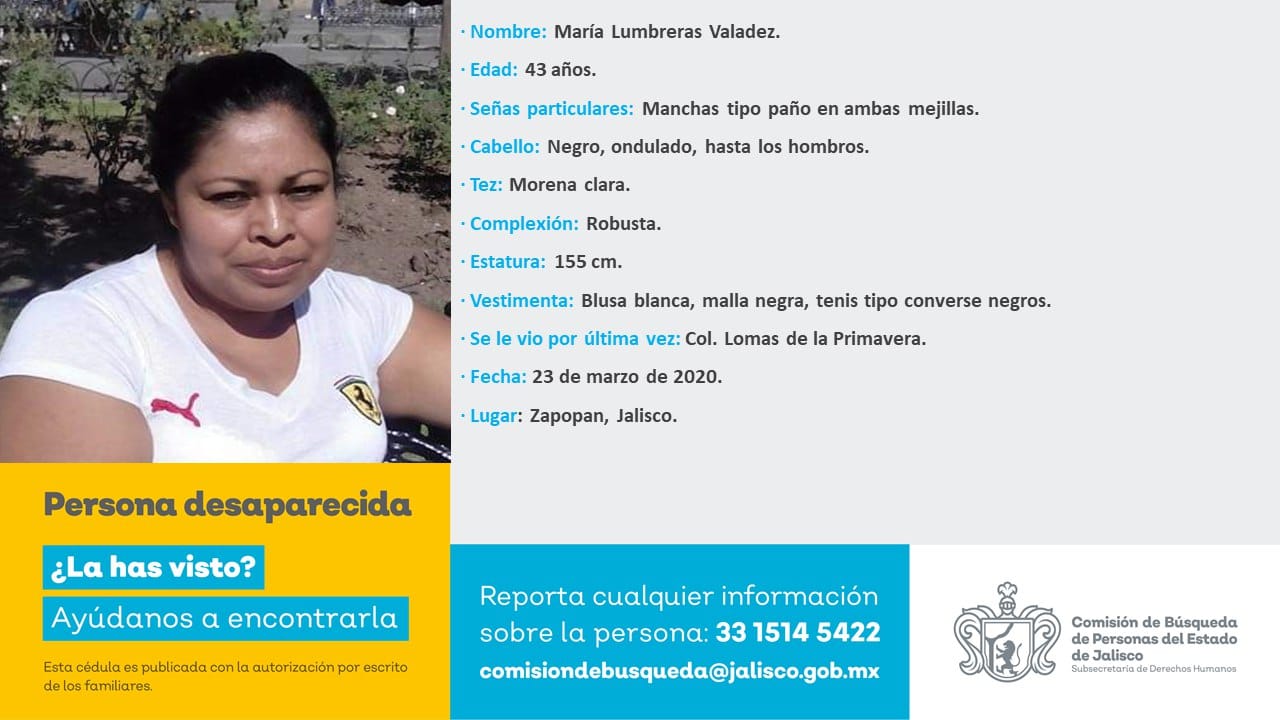 · Nombre: María Lumbreras Valadez.
· Edad: 43 años.
· Señas particulares: Manchas tipo paño en ambas mejillas.
· Cabello: Negro, ondulado, hasta los hombros.
· Tez: Morena clara.
· Complexión: Robusta.
· Estatura: 155 cm.
· Vestimenta: Blusa blanca, malla negra, tenis tipo converse negros.
· Se le vio por última vez: Col. Lomas de la Primavera.
· Fecha: 23 de marzo de 2020.
· Lugar: Zapopan, Jalisco.
Persona desaparecida
¿La has visto?
Ayúdanos a encontrarla
Esta cédula es publicada con la autorización por escrito
de los familiares.
Reporta cualquier información
sobre la persona: 33 1514 5422
comisiondebusqueda@jalisco.gob.mx
Comisión de Búsqueda
de Personas del Estado
de Jalisco
Subsecretaría de Derechos Humanos